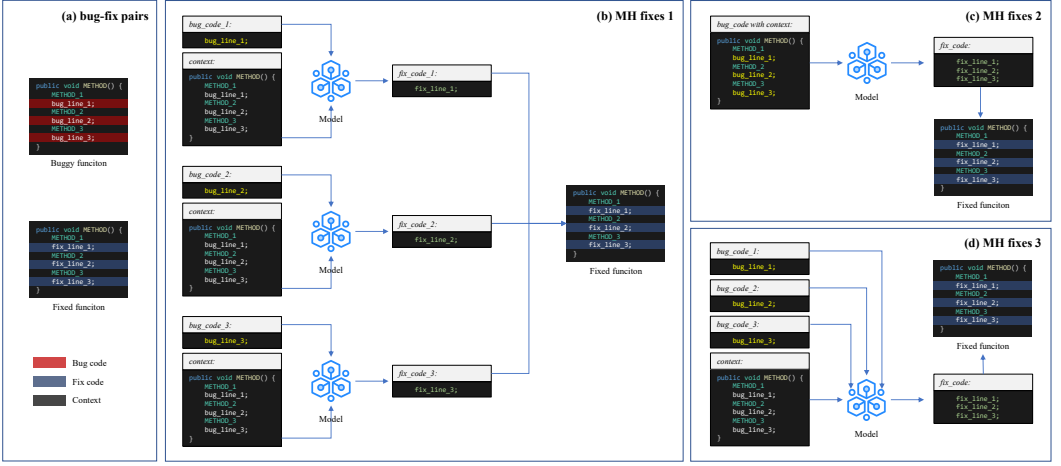 (a) bug-fix pairs
public void METHOD() {
METHOD_1
bug_line_1;
METHOD_2
bug_line_2;
METHOD_3
bug_line_3;
}
Buggy funciton
public void METHOD() {
METHOD_1
fix_line_1;
METHOD_2
fix_line_2;
METHOD_3
fix_line_3;
}
Fixed funciton
Bug code
Fix code
Context
(b) MH fixes 1
bug_code_1:
bug_line_1;
context:
public void METHOD() {
METHOD_1
bug_line_1;
METHOD_2
bug_line_2;
METHOD_3
bug_line_3;
}
Model
fix_code_1:
fix_line_1;
bug_code_2:
bug_line_2;
context:
public void METHOD() {
METHOD_1
bug_line_1;
METHOD_2
bug_line_2;
METHOD_3
bug_line_3;
}
Model
fix_code_2:
fix_line_2;
bug_code_3:
bug_line_3;
context:
public void METHOD() {
METHOD_1
bug_line_1;
METHOD_2
bug_line_2;
METHOD_3
bug_line_3;
}
Model
fix_code_3:
fix_line_3;
public void METHOD() {
METHOD_1
fix_line_1;
METHOD_2
fix_line_2;
METHOD_3
fix_line_3;
}
Fixed funciton
(c) MH fixes 2
bug_code with context:
public void METHOD() {
METHOD_1
bug_line_1;
METHOD_2
bug_line_2;
METHOD_3
bug_line_3;
}
Model
fix_code:
fix_line_1;
fix_line_2;
fix_line_3;
public void METHOD() {
METHOD_1
fix_line_1;
METHOD_2
fix_line_2;
METHOD_3
fix_line_3;
}
Fixed funciton
(d) MH fixes 3
bug_code_1:
bug_line_1;
bug_code_2:
bug_line_2;
bug_code_3:
bug_line_3;
context:
public void METHOD() {
METHOD_1
bug_line_1;
METHOD_2
bug_line_2;
METHOD_3
bug_line_3;
}
Model
public void METHOD() {
METHOD_1
fix_line_1;
METHOD_2
fix_line_2;
METHOD_3
fix_line_3;
}
Fixed funciton
fix_code:
fix_line_1;
fix_line_2;
fix_line_3;